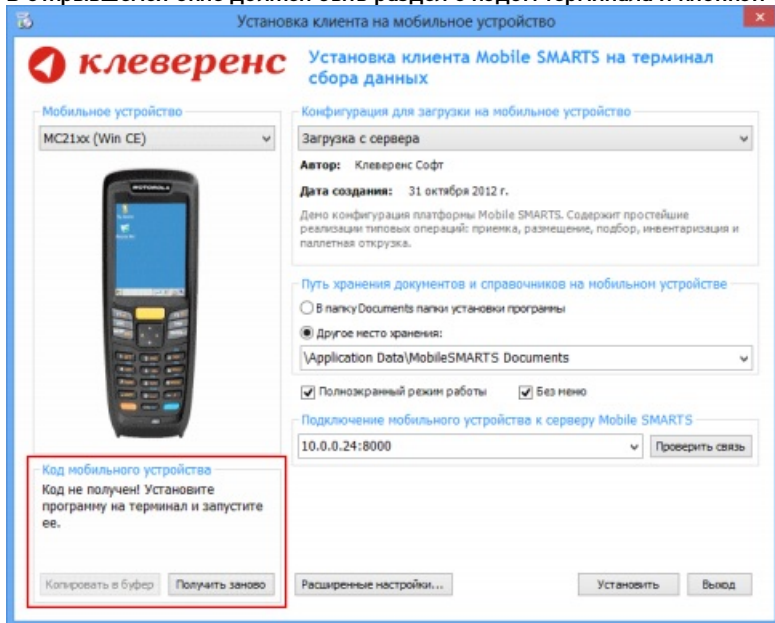 Установка клиента на мобильное устройство
клеверенс
Установка клиента Mobile SMARTS на терминал
сбора данных
Мобильное устройство
MC21xx (Win CE)
MOTOROLA
Код мобильного устройства
Код не получен! Установите
программу на терминал и запустите
ее.
Копировать в буфер Получить заново
Конфигурация для загрузки на мобильное устройство
Загрузка с сервера
Автор: Клеверенс Софт
Дата создания: 31 октября 2012 г.
Демо конфигурация платформы Mobile SMARTS. Содержит простейшие
реализации типовых операций: приемка, размещение, подбор, инвентаризация и
паллетная отгрузка.
Путь хранения документов и справочников на мобильном устройстве
В папку Documents папки установки программы
Другое место хранения:
\Application Data\MobileSMARTS Documents
Полноэкранный режим работы Без меню
Подключение мобильного устройства к серверу Mobile SMARTS
10.0.0.24:8000 Проверить связь
Расширенные настройки... Установить Выход